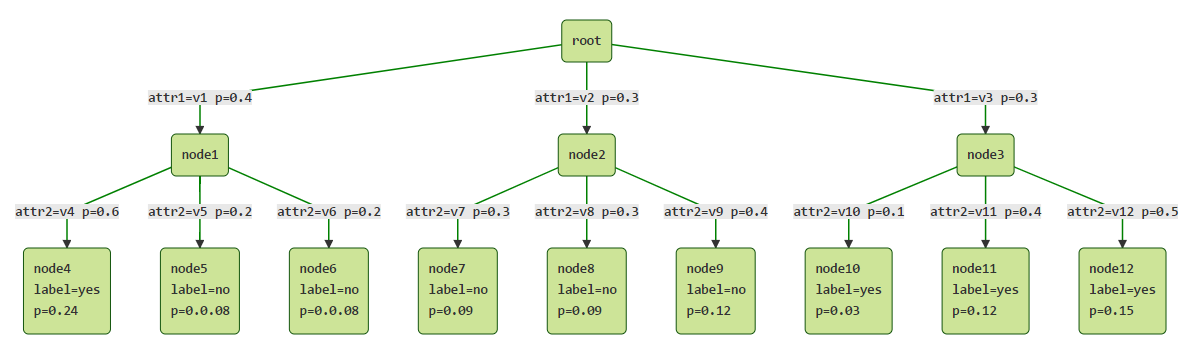 root
attr1=v1 p=0.4
attr1=v2 p=0.3
attr1=v3 p=0.3
node1
node2
node3
attr2=v4 p=0.6
attr2=v5 p=0.2
attr2=v6 p=0.2
attr2=v7 p=0.3
attr2=v8 p=0.3
attr2=v9 p=0.4
attr2=v10 p=0.1
attr2=v11 p=0.4
attr2=v12 p=0.5
node4
label=yes
p=0.24
node5
label=no
p=0.0.08
node6
label=no
p=0.0.08
node7
label=no
p=0.09
node8
label=no
p=0.09
node9
label=no
p=0.12
node10
label=yes
p=0.03
node11
label=yes
p=0.12
node12
label=yes
p=0.15